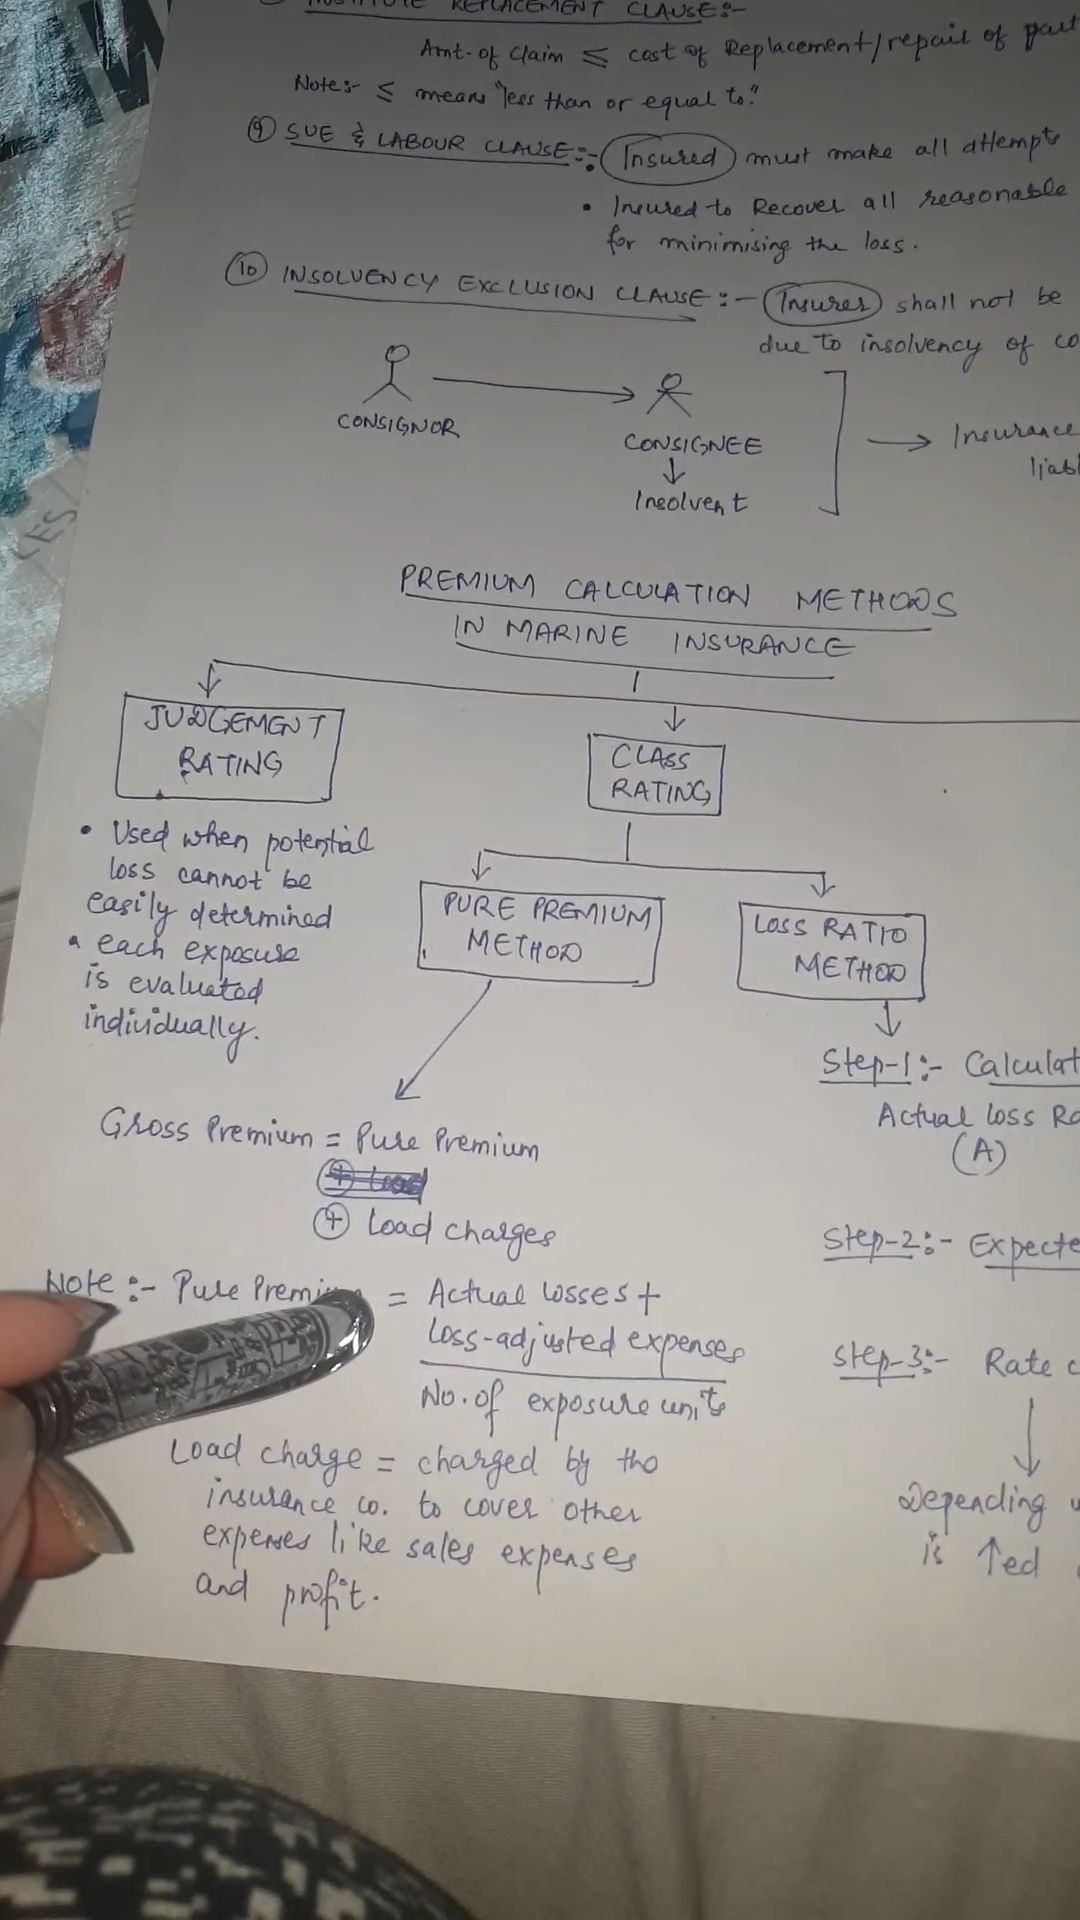 REPLACEMENT CLAUSE:-
Amt. of Claim ≤ cost of Replacement/repair of part
Note:- ≤ means "less than or equal to."
⑨ SUE & LABOUR CLAUSE:- Insured must make all attempts
• Insured to Recover all reasonable
for minimising the loss.
⑩ INSOLVENCY EXCLUSION CLAUSE:- Insurer shall not be
due to insolvency of co
CONSIGNOR
CONSIGNEE
Insolvent
Insurance
liab
PREMIUM CALCULATION METHODS
IN MARINE INSURANCE
JUDGEMENT
RATING
CLASS
RATING
• Used when potential
loss cannot be
easily determined
• each exposure
is evaluated
individually.
PURE PREMIUM
METHOD
LOSS RATIO
METHOD
Gross Premium = Pure Premium
+ Load charges
Note:- Pure Premium = Actual losses +
Loss-adjusted expenses
No. of exposure units
Load charge = charged by the
insurance co. to cover other
expenses like sales expenses
and profit.
Step-1:- Calculat
Actual loss Ra
(A)
Step-2:- Expecte
Step-3:- Rate c
Depending u
is ↑ed